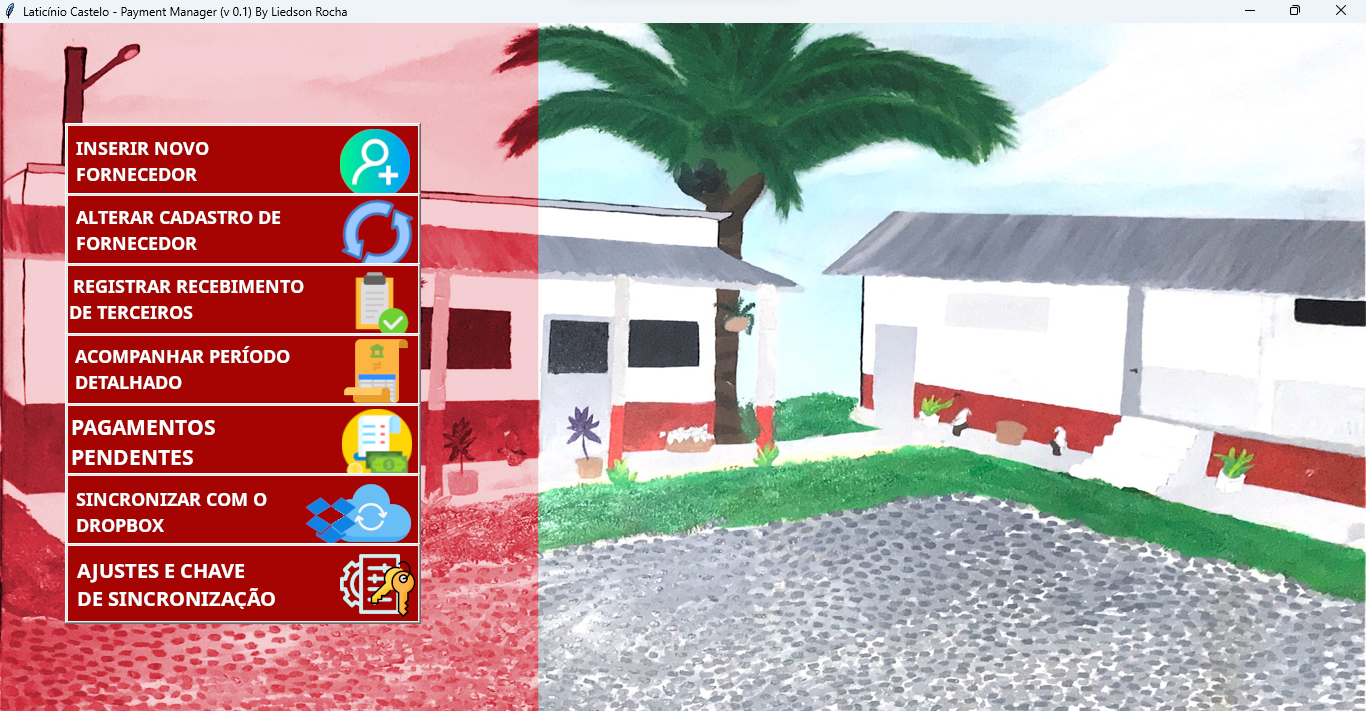 Laticínio Castelo - Payment Manager (v 0.1) By Liedson Rocha
INSERIR NOVO
FORNECEDOR
ALTERAR CADASTRO DE
FORNECEDOR
REGISTRAR RECEBIMENTO
DE TERCEIROS
ACOMPANHAR PERÍODO
DETALHADO
PAGAMENTOS
PENDENTES
SINCRONIZAR COM O
DROPBOX
AJUSTES E CHAVE
DE SINCRONIZAÇÃO